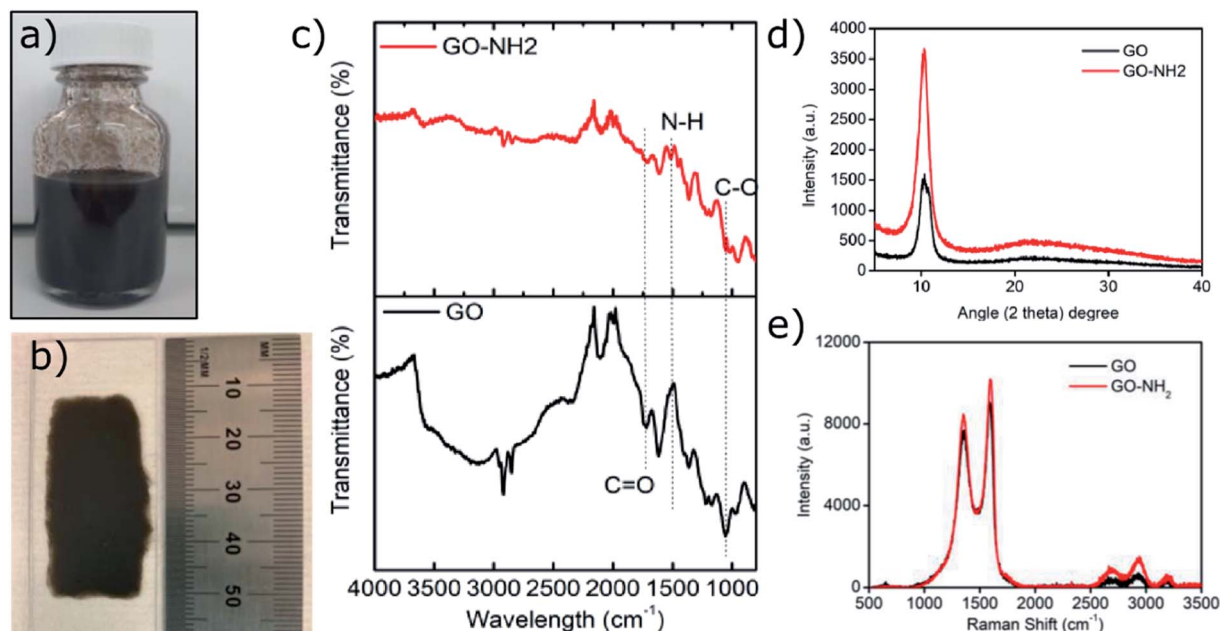 a)
b)
1/2 MM
MM
10
20
30
40
50
c)
GO-NH2
Transmittance (%)
N-H
C-O
GO
Transmittance (%)
C=O
4000 3500 3000 2500 2000 1500 1000
Wavelength (cm-1)
d)
4000
3500
3000
2500
2000
1500
1000
500
0
Intensity (a.u.)
GO
GO-NH2
10 20 30 40
Angle (2 theta) degree
e)
12000
8000
4000
0
Intensity (a.u.)
GO
GO-NH2
500 1000 1500 2000 2500 3000 3500
Raman Shift (cm-1)